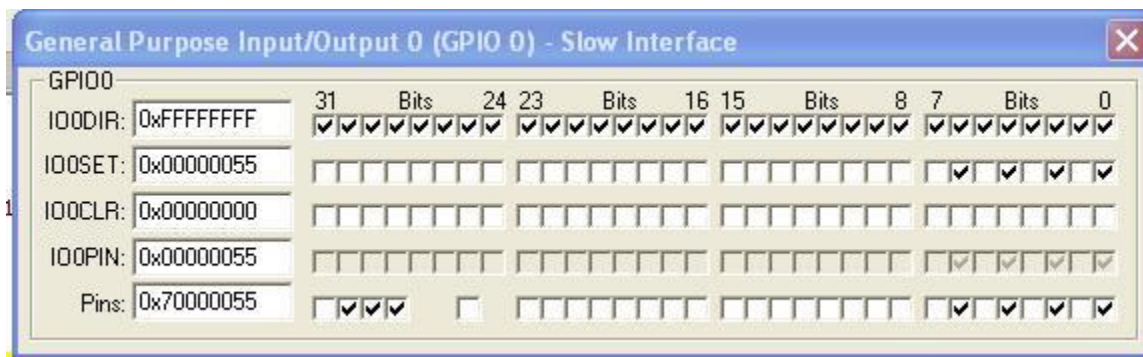 General Purpose Input/Output 0 (GPIO 0) - Slow Interface
GPIO0
31 Bits 24 23 Bits 16 15 Bits 8 7 Bits 0
IO0DIR: 0xFFFFFFFF
IO0SET: 0x00000055
1
IO0CLR: 0x00000000
IO0PIN: 0x00000055
Pins: 0x70000055